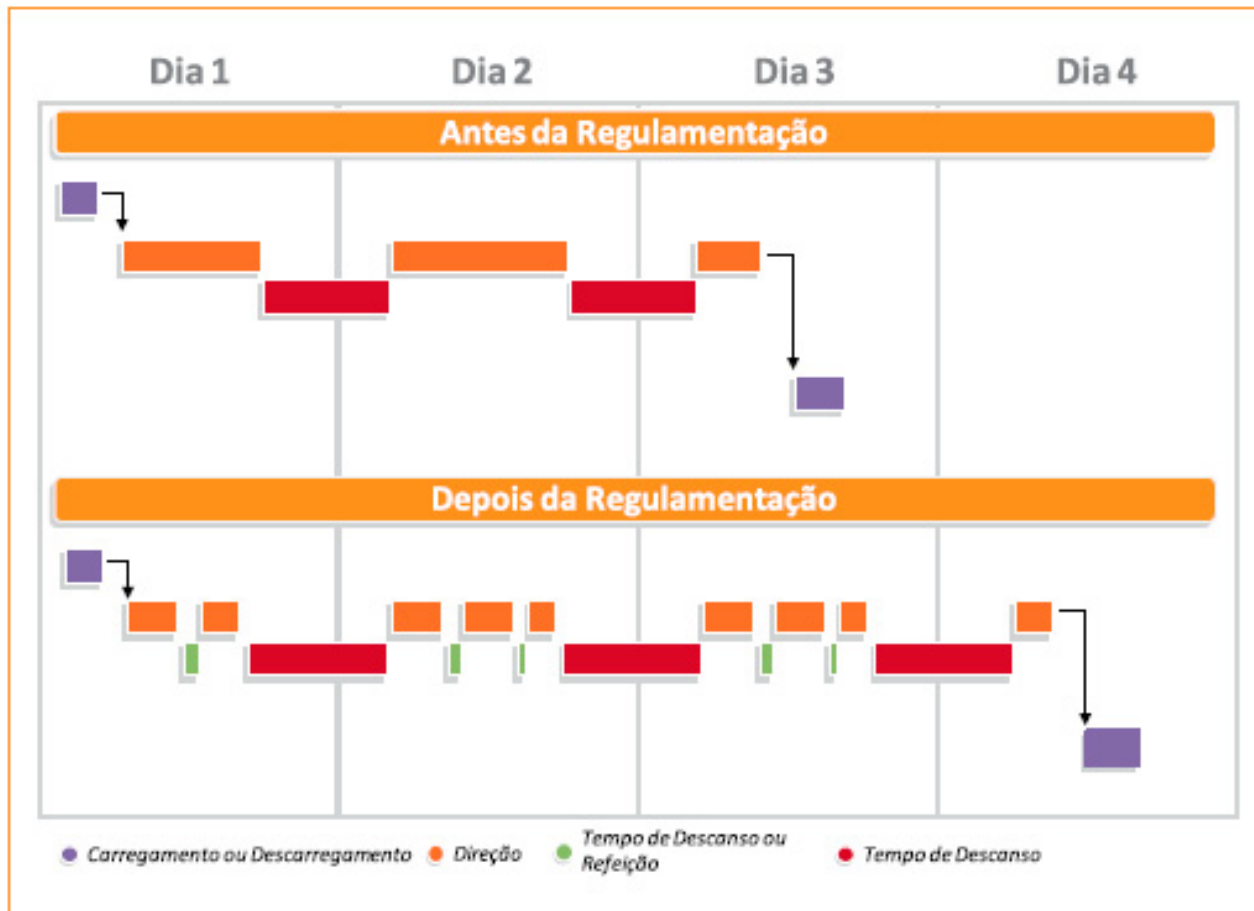 Dia 1 Dia 2 Dia 3 Dia 4
Antes da Regulamentação
Depois da Regulamentação
Carregamento ou Descarregamento Direção Tempo de Descanso ou Tempo de Descanso
Refeição